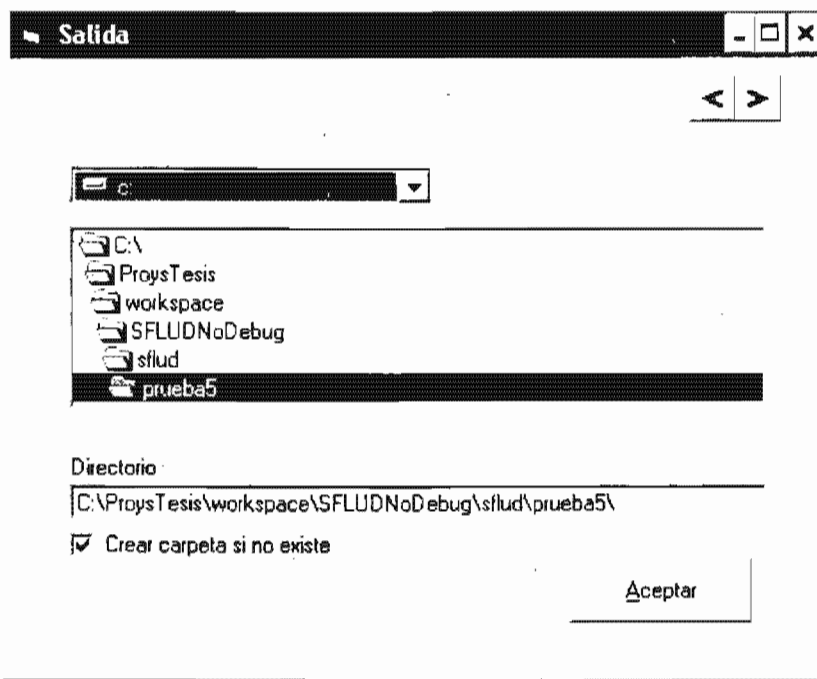 Salida
< >
c:
C:\
ProysTesis
workspace
SFLUDNoDebug
sflud
prueba5
Directorio
C:\ProysTesis\workspace\SFLUDNoDebug\sflud\prueba5\
Crear carpeta si no existe
Aceptar